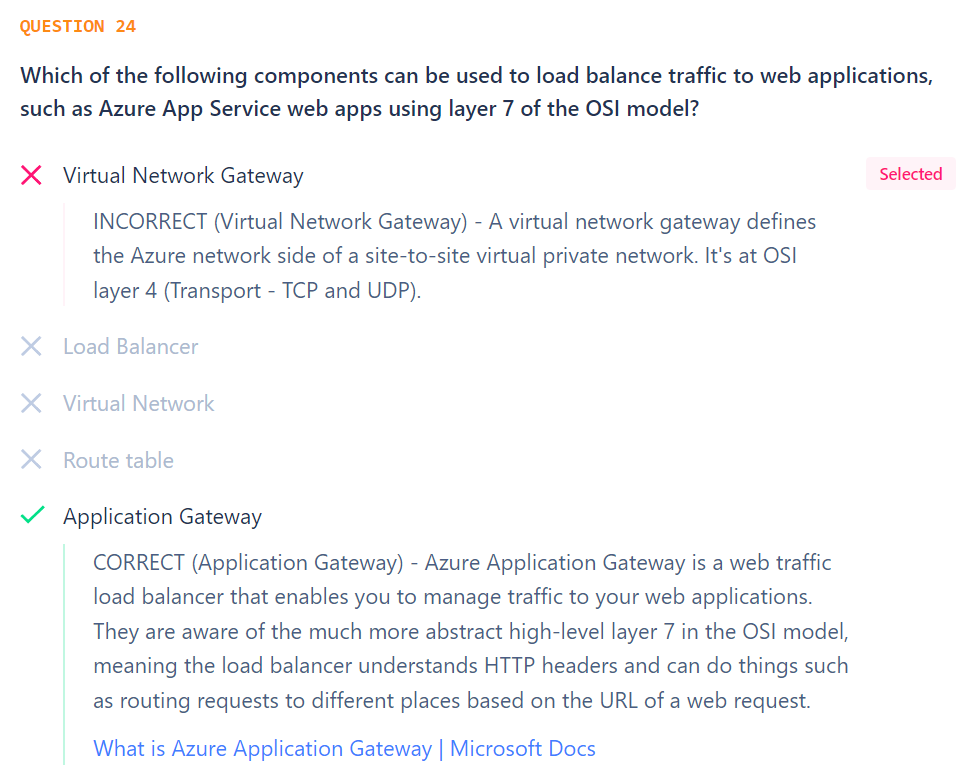 QUESTION 24
Which of the following components can be used to load balance traffic to web applications,
such as Azure App Service web apps using layer 7 of the OSI model?
Virtual Network Gateway
Selected
INCORRECT (Virtual Network Gateway) - A virtual network gateway defines
the Azure network side of a site-to-site virtual private network. It's at OSI
layer 4 (Transport - TCP and UDP).
Load Balancer
Virtual Network
Route table
Application Gateway
CORRECT (Application Gateway) - Azure Application Gateway is a web traffic
load balancer that enables you to manage traffic to your web applications.
They are aware of the much more abstract high-level layer 7 in the OSI model,
meaning the load balancer understands HTTP headers and can do things such
as routing requests to different places based on the URL of a web request.
What is Azure Application Gateway | Microsoft Docs